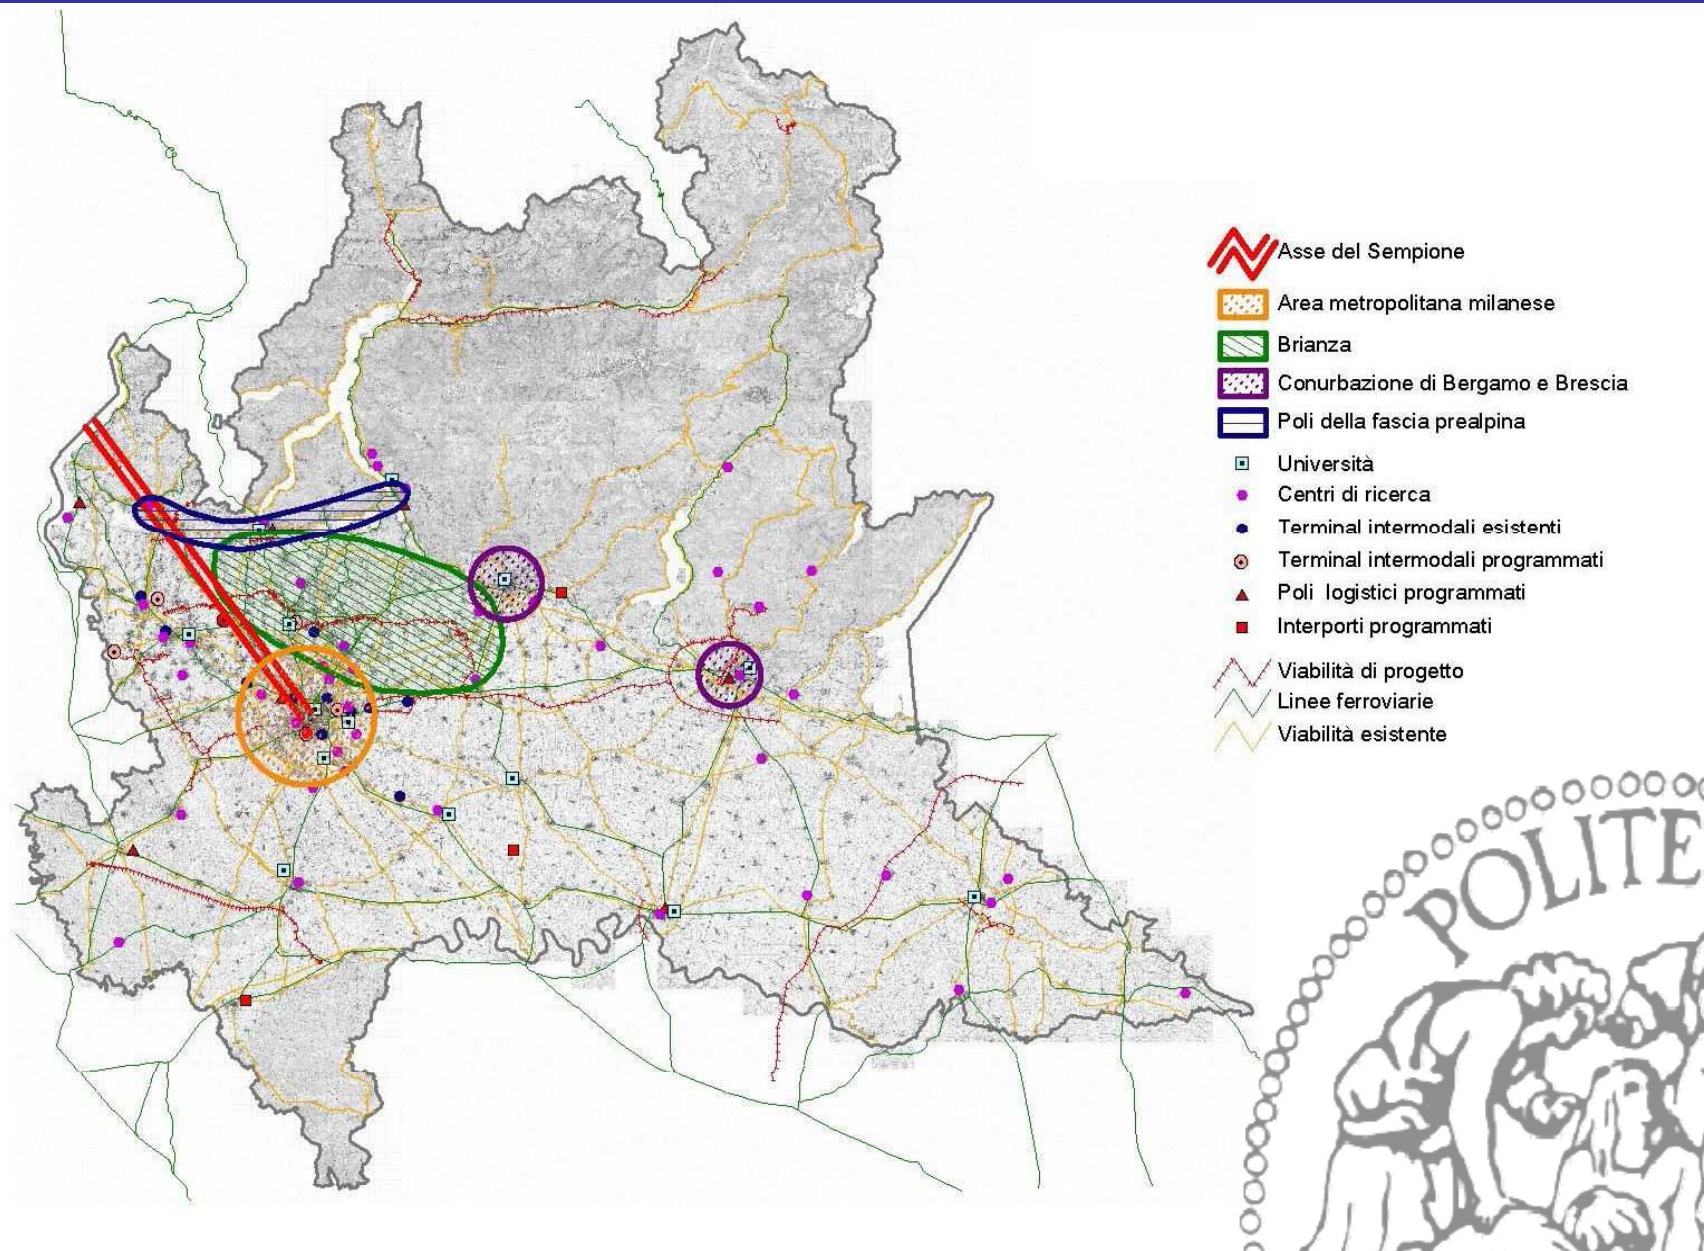 Asse del Sempione
Area metropolitana milanese
Brianza
Conurbazione di Bergamo e Brescia
Poli della fascia prealpina
Università
Centri di ricerca
Terminal intermodali esistenti
Terminal intermodali programmati
Poli logistici programmati
Interporti programmati
Viabilità di progetto
Linee ferroviarie
Viabilità esistente
POLITE